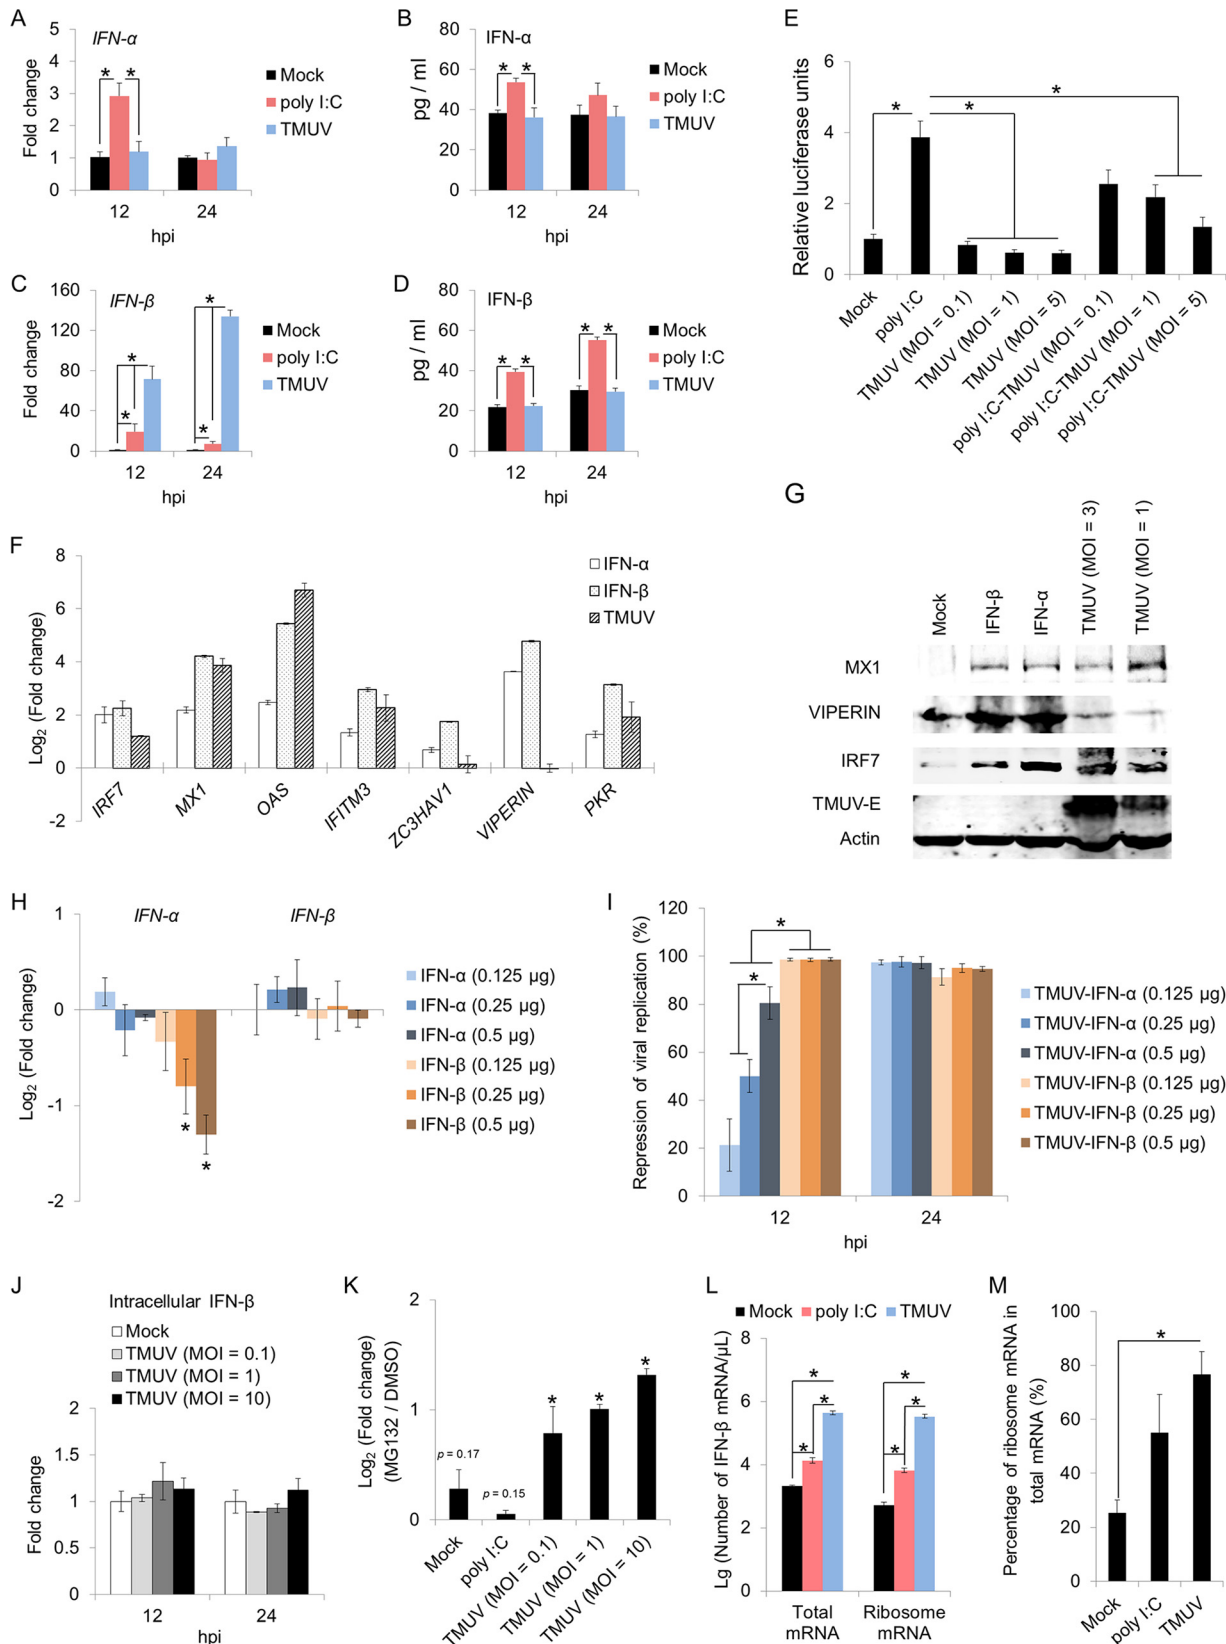 A
IFN-α
Fold change
5
4
3
2
1
0
* *
12 24
hpi
Mock
poly I:C
TMUV
B
IFN-α
pg / ml
80
60
40
20
0
* *
12 24
hpi
Mock
poly I:C
TMUV
C
IFN-β
Fold change
160
120
80
40
0
*
*
*
*
12 24
hpi
Mock
poly I:C
TMUV
D
IFN-β
pg / ml
80
60
40
20
0
* *
* *
12 24
hpi
Mock
poly I:C
TMUV
E
Relative luciferase units
6
4
2
0
* *
*
Mock
poly I:C
TMUV (MOI = 0.1)
TMUV (MOI = 1)
TMUV (MOI = 5)
poly I:C-TMUV (MOI = 0.1)
poly I:C-TMUV (MOI = 1)
poly I:C-TMUV (MOI = 5)
F
Log2 (Fold change)
8
6
4
2
0
-2
IFN-α
IFN-β
TMUV
IRF7
MX1
OAS
IFITM3
ZC3HAV1
VIPERIN
PKR
G
Mock
IFN-β
IFN-α
TMUV (MOI = 3)
TMUV (MOI = 1)
MX1
VIPERIN
IRF7
TMUV-E
Actin
H
IFN-α IFN-β
Log2 (Fold change)
1
0
-1
-2
*
*
IFN-α (0.125 µg)
IFN-α (0.25 µg)
IFN-α (0.5 µg)
IFN-β (0.125 µg)
IFN-β (0.25 µg)
IFN-β (0.5 µg)
I
Repression of viral replication (%)
120
100
80
60
40
20
0
*
*
12 24
hpi
TMUV-IFN-α (0.125 µg)
TMUV-IFN-α (0.25 µg)
TMUV-IFN-α (0.5 µg)
TMUV-IFN-β (0.125 µg)
TMUV-IFN-β (0.25 µg)
TMUV-IFN-β (0.5 µg)
J
Intracellular IFN-β
Mock
TMUV (MOI = 0.1)
TMUV (MOI = 1)
TMUV (MOI = 10)
Fold change
2
1.5
1
0.5
0
12 24
hpi
K
Log2 (Fold change)
(MG132 / DMSO)
2
1
0
p = 0.17
p = 0.15
* * *
Mock
poly I:C
TMUV (MOI = 0.1)
TMUV (MOI = 1)
TMUV (MOI = 10)
L
Mock poly I:C TMUV
Lg (Number of IFN-β mRNA/µL)
8
6
4
2
0
* *
* *
* *
Total
mRNA
Ribosome
mRNA
M
Percentage of ribosome mRNA in
total mRNA (%)
100
80
60
40
20
0
*
Mock
poly I:C
TMUV